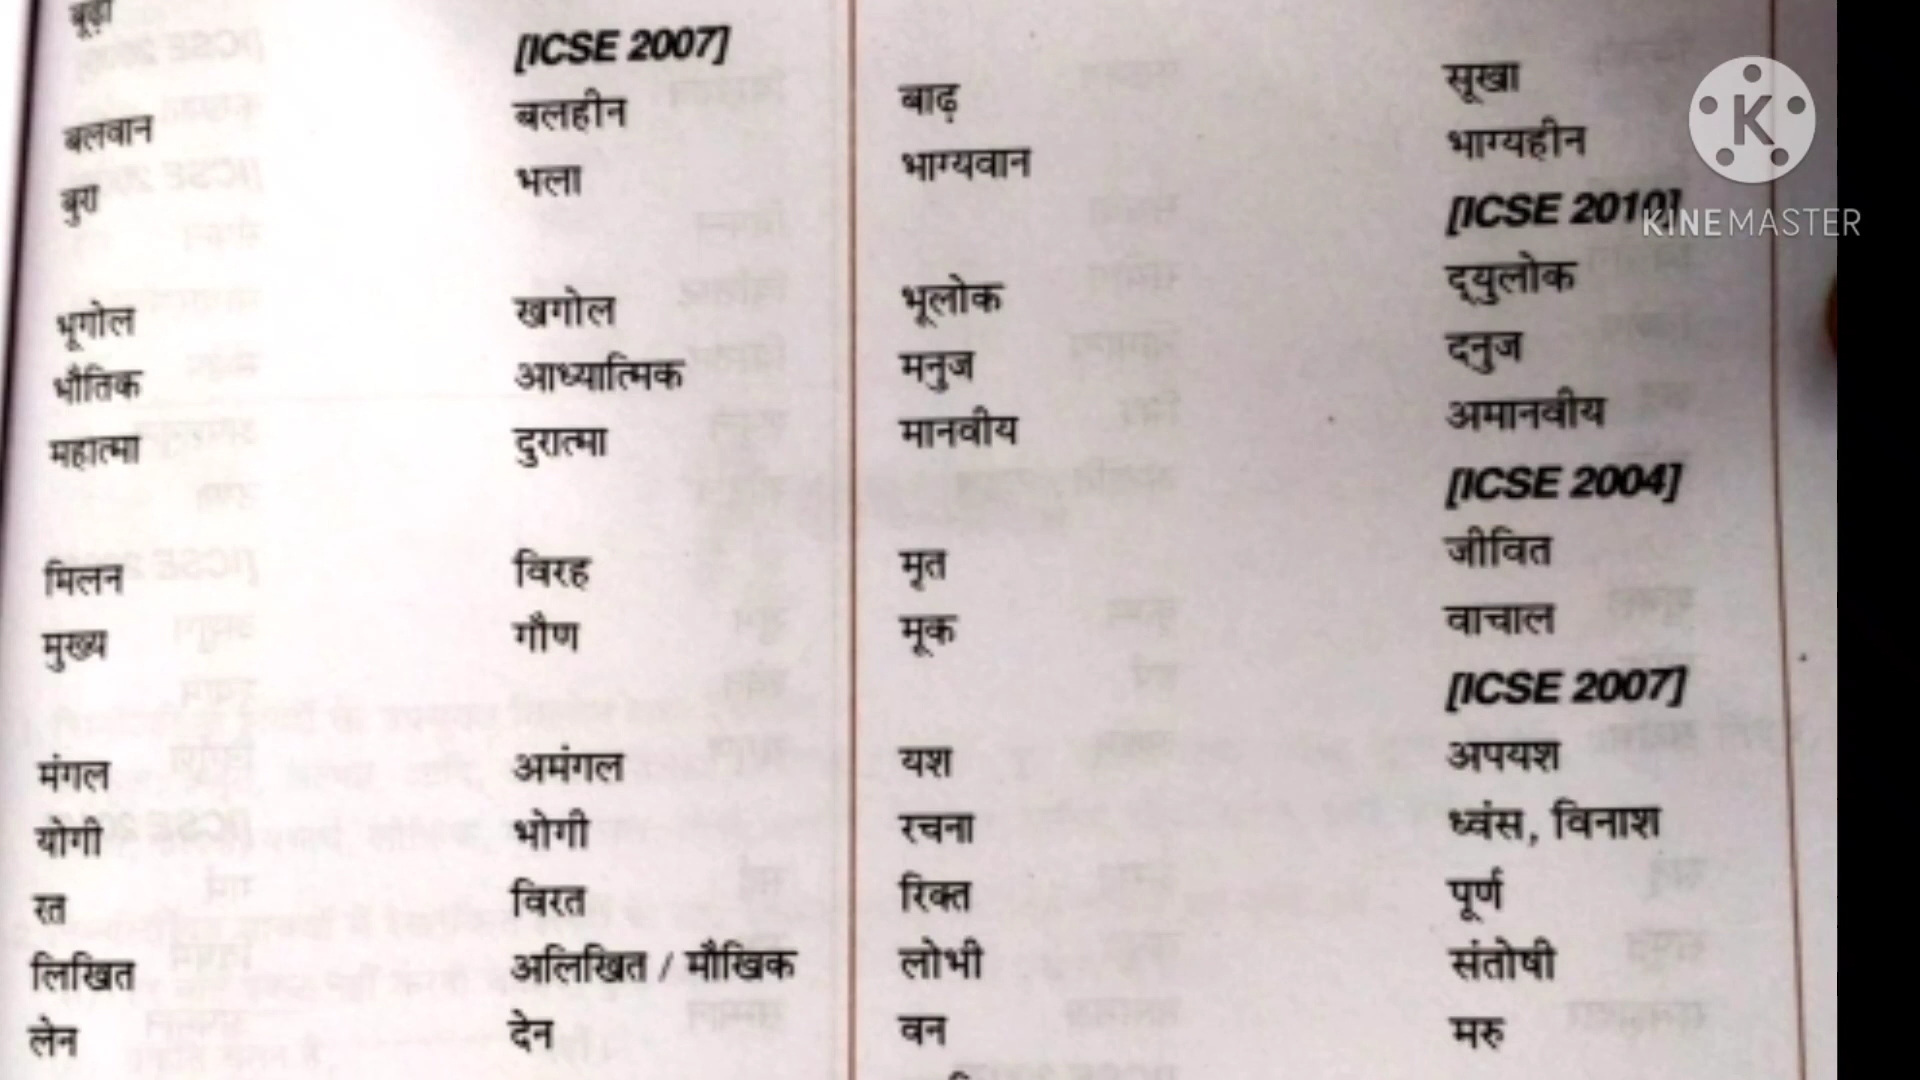 बूढ़ा
[ICSE 2007]
बलवान बलहीन
बुरा भला
भूगोल खगोल
भौतिक आध्यात्मिक
महात्मा दुरात्मा
मिलन विरह
मुख्य गौण
मंगल अमंगल
योगी भोगी
रत विरत
लिखित अलिखित / मौखिक
लेन देन
बाढ़ सूखा
भाग्यवान भाग्यहीन
[ICSE 2010]
भूलोक द्युलोक
मनुज दनुज
मानवीय अमानवीय
[ICSE 2004]
मृत जीवित
मूक वाचाल
[ICSE 2007]
यश अपयश
रचना ध्वंस, विनाश
रिक्त पूर्ण
लोभी संतोषी
वन मरु
K
KINEMASTER